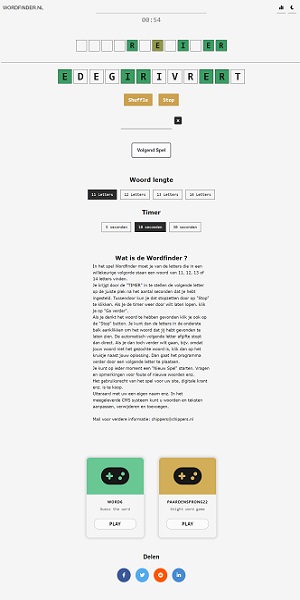 WORDFINDER.NL
00:54
R E I E R
E D E G I R I V R E R T
Shuffle Stop
x
Volgend Spel
Woord lengte
11 Letters 12 Letters 13 Letters 14 Letters
Timer
5 seconden 10 seconden 30 seconden
Wat is de Wordfinder ?
In het spel Wordfinder moet je van de letters die in een
willekeurige volgorde staan een woord van 11, 12, 13 of
14 letters vinden.
Je krijgt door de "TIMER" in te stellen de volgende letter
op de juiste plek na het aantal seconden dat je hebt
ingesteld. Tussendoor kun je dat stopzetten door op "Stop"
te klikken. Als je de timer weer door wilt laten lopen, klik
je op "Ga verder".
Als je denkt het woord te hebben gevonden klik je ook op
de "Stop" button. Je kunt dan de letters in de onderste
balk aanklikken om het woord dat jij hebt gevonden te
laten zien. De automatisch volgende letter afgifte stopt
dan direct. Als je dan toch verder wilt gaan, bijv. omdat
jouw woord niet het gezochte woord is, klik dan op het
kruisje naast jouw oplossing. Dan gaat het programma
verder door een volgende letter te plaatsen.
Je kunt op ieder moment een "Nieuw Spel" starten. Vragen
en opmerkingen voor foute of nieuwe woorden enz.
Het gebruiksrecht van het spel voor uw site, digitale krant
enz. is te koop.
Uiteraard met uw eigen naam enz. In het
meegeleverde CMS systeem kunt u woorden en teksten
aanpassen, verwijderen en toevoegen.
Mail voor verdere informatie: chippers@chippers.nl
WORD6 PAARDENSPRONG22
Guess the word Knight word game
PLAY PLAY
Delen